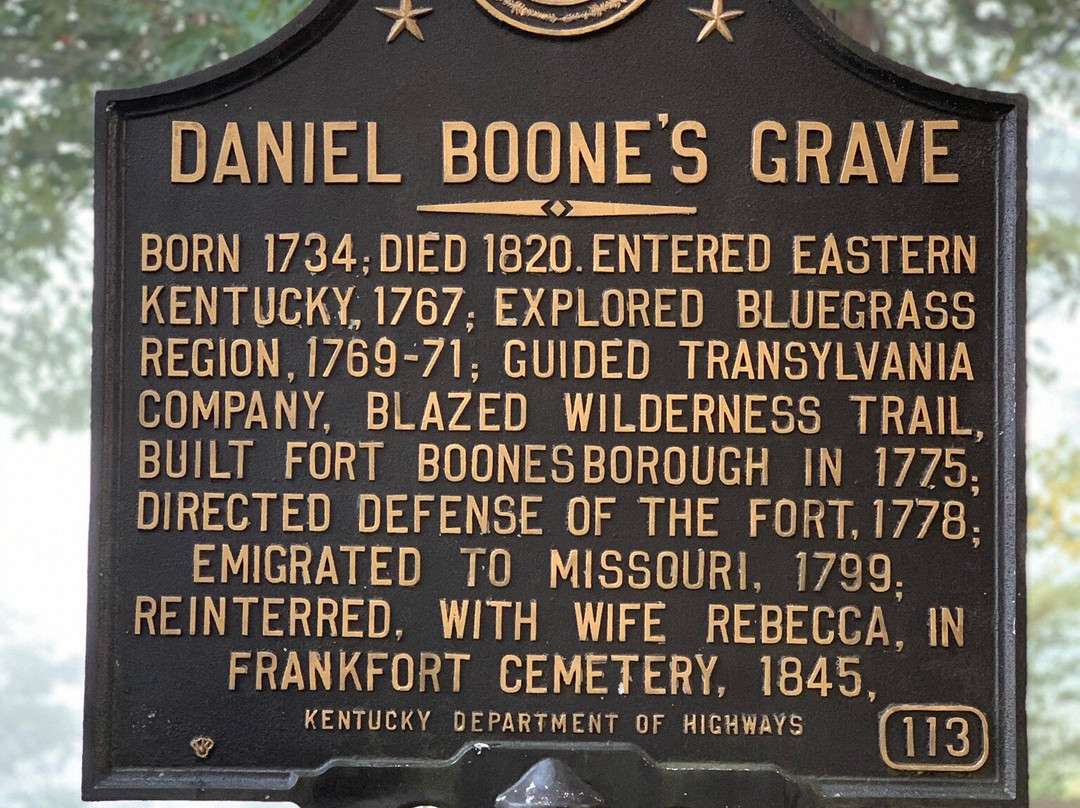 DANIEL BOONE'S GRAVE
BORN 1734; DIED 1820. ENTERED EASTERN
KENTUCKY, 1767; EXPLORED BLUEGRASS
REGION, 1769-71; GUIDED TRANSYLVANIA
COMPANY, BLAZED WILDERNESS TRAIL,
BUILT FORT BOONESBOROUGH IN 1775;
DIRECTED DEFENSE OF THE FORT, 1778;
EMIGRATED TO MISSOURI, 1799;
REINTERRED, WITH WIFE REBECCA, IN
FRANKFORT CEMETERY, 1845,
KENTUCKY DEPARTMENT OF HIGHWAYS
113